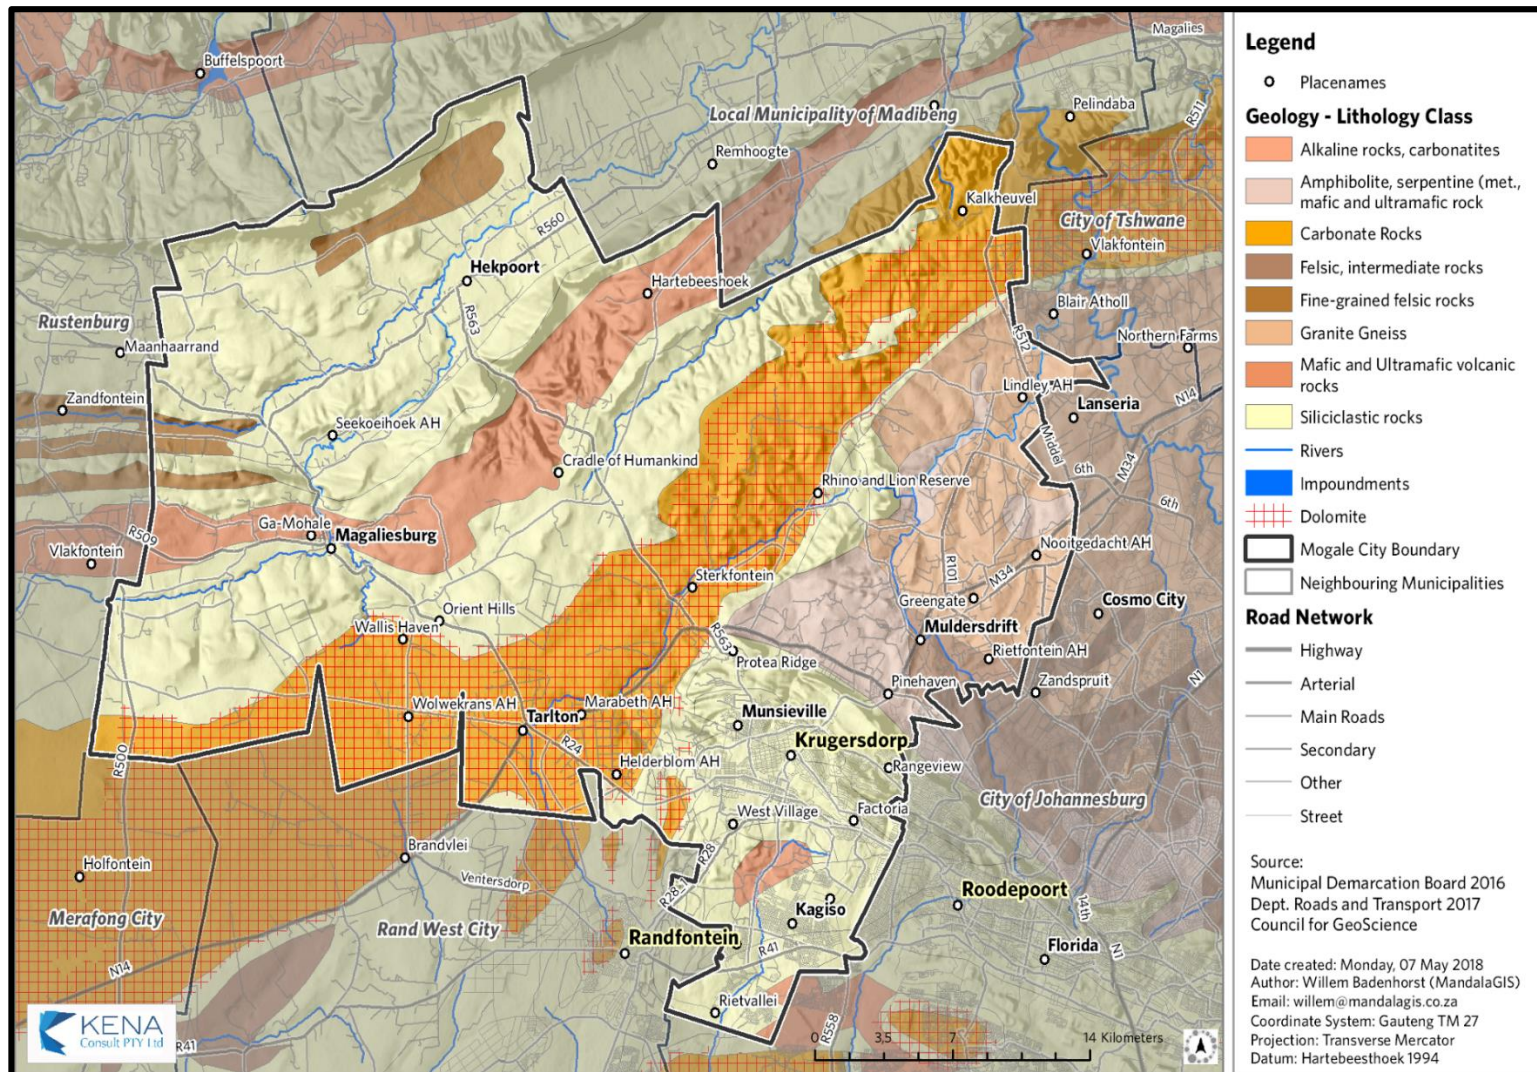 Buffelspoort
Magalies
Pelindaba
R511
Local Municipality of Madibeng
Remhoogte
Kalkheuvel
City of Tshwane
R560
Vlakfontein
Hekpoort
Hartebeeshoek
Blair Atholl
R563
Rustenburg
Maanhaarrand
Northern Farms
R512
Lindley AH
Zandfontein
Lanseria
N14
Seekoeihoek AH
Middel
6th
M34
Cradle of Humankind
Rhino and Lion Reserve
6th
Ga-Mohale
R509
Magaliesburg
Vlakfontein
Nooitgedacht AH
R101
M34
Sterkfontein
Greengate
Cosmo City
Orient Hills
Wallis Haven
Muldersdrift
R563
Protea Ridge
Rietfontein AH
N1
Pinehaven
Zandspruit
Wolwekrans AH
Marabeth AH
Tarlton
Munsieville
R24
R500
Krugersdorp
Helderblom AH
Rangeview
City of Johannesburg
West Village
Factoria
R28
Brandvlei
Holfontein
Ventersdorp
R28_1
Roodepoort
Kagiso
14th
Merafong City
Rand West City
Randfontein
R41
Florida
N1
N14
Rietvallei
R558
KENA
Consult PTY Ltd
R41
0 3,5 7 14 Kilometers
Legend
Placenames
Geology - Lithology Class
Alkaline rocks, carbonatites
Amphibolite, serpentine (met.,
mafic and ultramafic rock
Carbonate Rocks
Felsic, intermediate rocks
Fine-grained felsic rocks
Granite Gneiss
Mafic and Ultramafic volcanic
rocks
Siliciclastic rocks
Rivers
Impoundments
Dolomite
Mogale City Boundary
Neighbouring Municipalities
Road Network
Highway
Arterial
Main Roads
Secondary
Other
Street
Source:
Municipal Demarcation Board 2016
Dept. Roads and Transport 2017
Council for GeoScience
Date created: Monday, 07 May 2018
Author: Willem Badenhorst (MandalaGIS)
Email: willem@mandalagis.co.za
Coordinate System: Gauteng TM 27
Projection: Transverse Mercator
Datum: Hartebeesthoek 1994